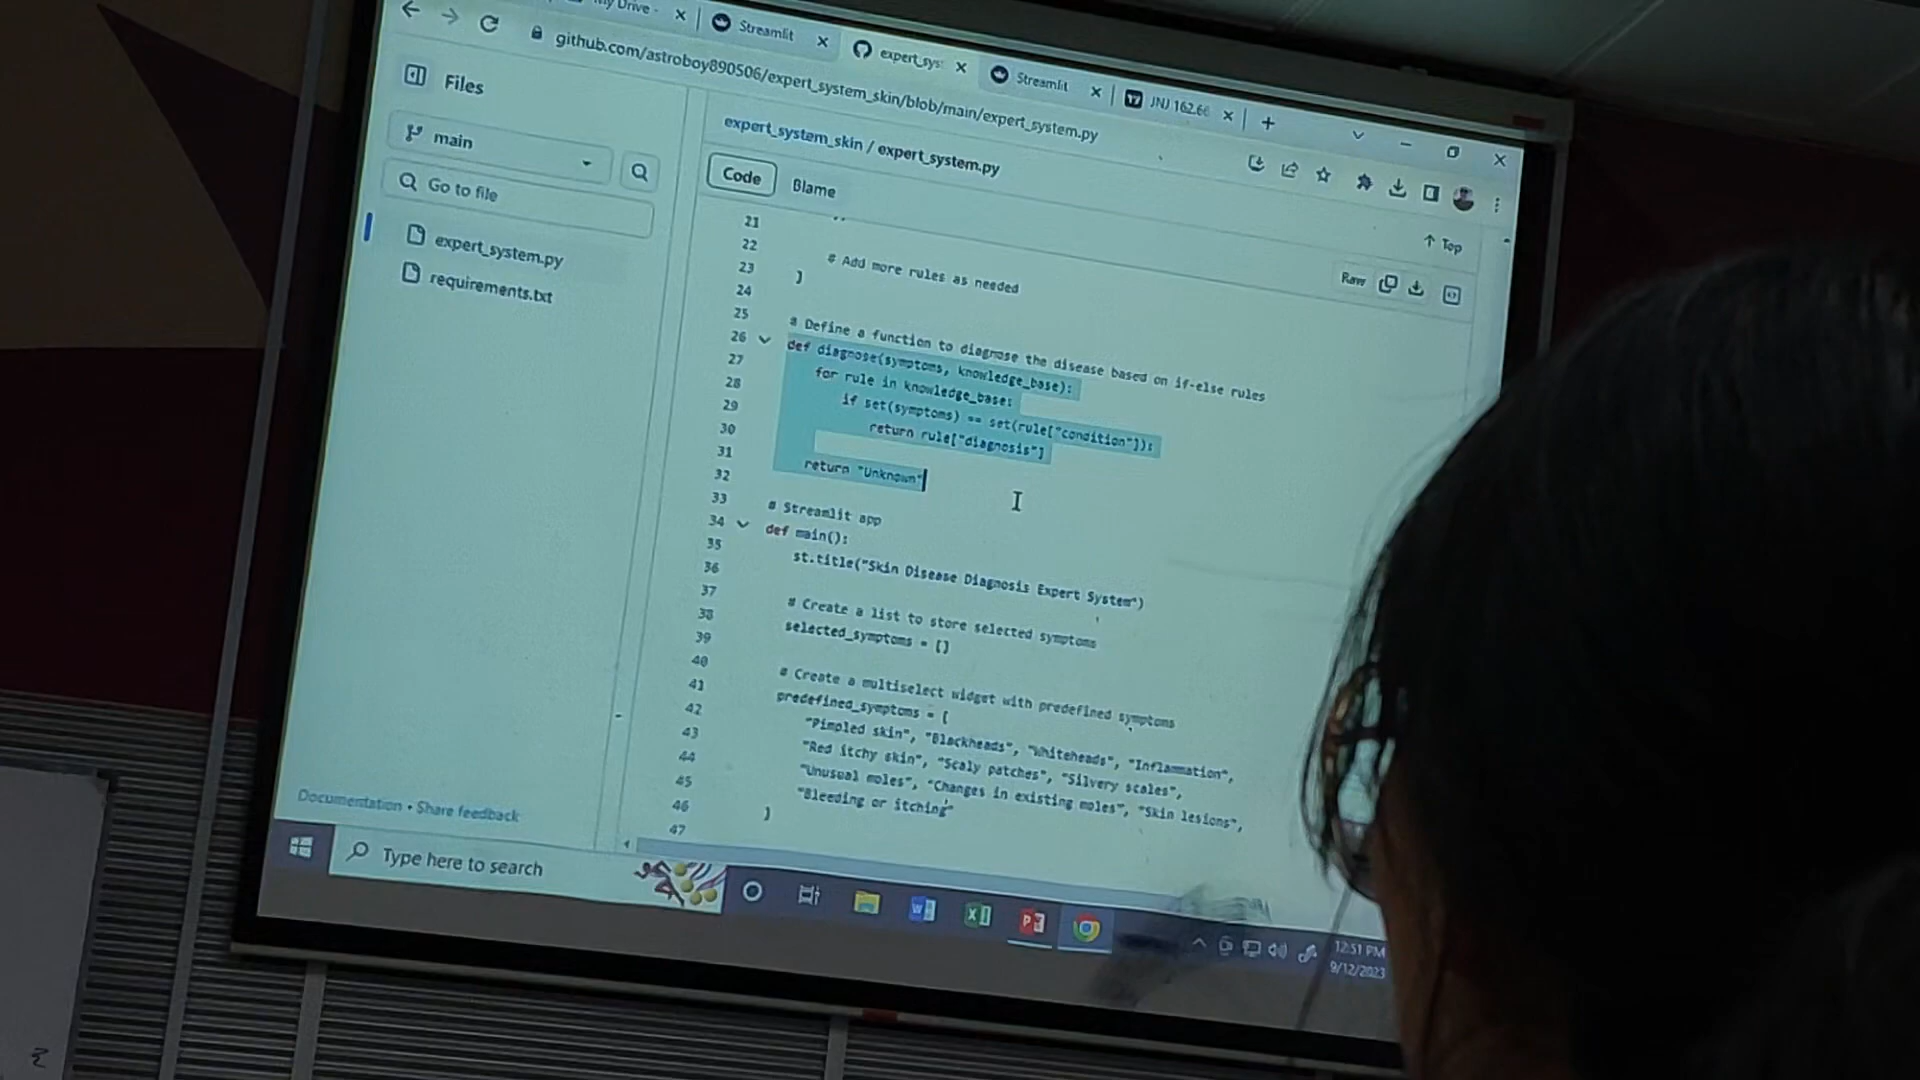 My Drive -
Streamlit
expert_sys
Streamlit
JNJ 162.66
github.com/astroboy890506/expert_system_skin/blob/main/expert_system.py
Files
main
Go to file
expert_system.py
requirements.txt
Documentation • Share feedback
expert_system_skin / expert_system.py
Code
Blame
Top
Raw
21
22 # Add more rules as needed
23 ]
24
25 # Define a function to diagnose the disease based on if-else rules
26 def diagnose(symptoms, knowledge_base):
27 for rule in knowledge_base:
28 if set(symptoms) == set(rule["condition"]):
29 return rule["diagnosis"]
30
31 return "Unknown"
32
33 # Streamlit app
34 def main():
35 st.title("Skin Disease Diagnosis Expert System")
36
37 # Create a list to store selected symptoms
38 selected_symptoms = []
39
40 # Create a multiselect widget with predefined symptoms
41 predefined_symptoms = [
42 "Pimpled skin", "Blackheads", "Whiteheads", "Inflammation",
43 "Red itchy skin", "Scaly patches", "Silvery scales",
44 "Unusual moles", "Changes in existing moles", "Skin lesions",
45 "Bleeding or itching"
46 ]
47
Type here to search
12:51 PM
9/12/2023